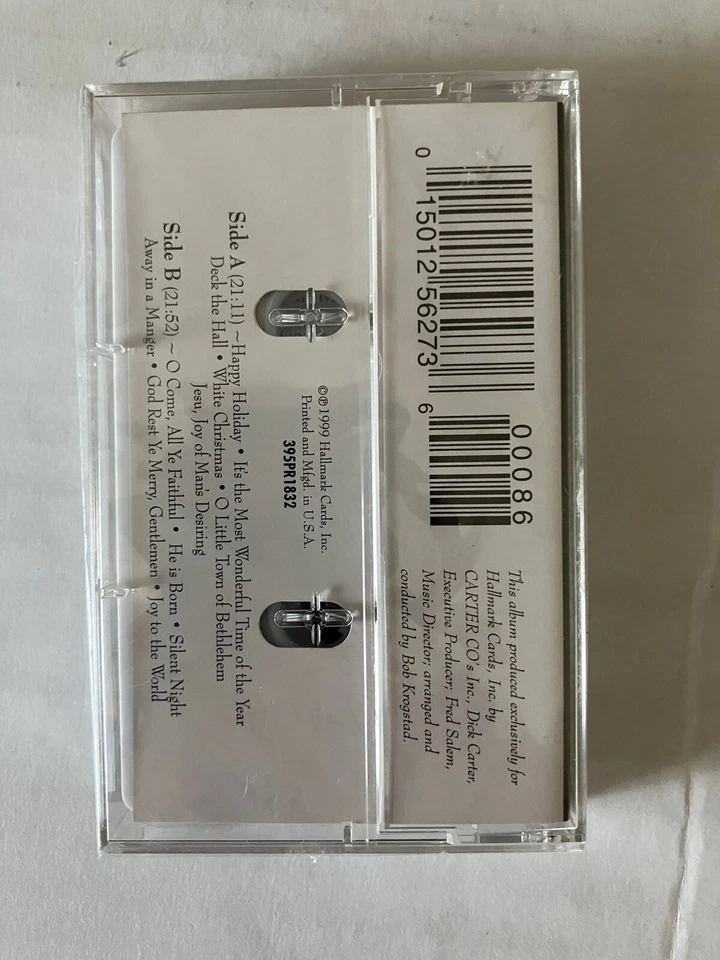 00086
0 15012 56273 6
This album produced exclusively for
Hallmark Cards, Inc. by
CARTER CO's Inc., Dick Carter,
Executive Producer; Fred Salem,
Music Director; arranged and
conducted by Bob Krogstad.
©℗1999 Hallmark Cards, Inc.
Printed and Mfgd. in U.S.A.
395PR1832
Side A (21:11) ~Happy Holiday • It's the Most Wonderful Time of the Year
Deck the Hall • White Christmas • O Little Town of Bethlehem
Jesu, Joy of Man's Desiring
Side B (21:52) ~ O Come, All Ye Faithful • He is Born • Silent Night
Away in a Manger • God Rest Ye Merry, Gentlemen • Joy to the World